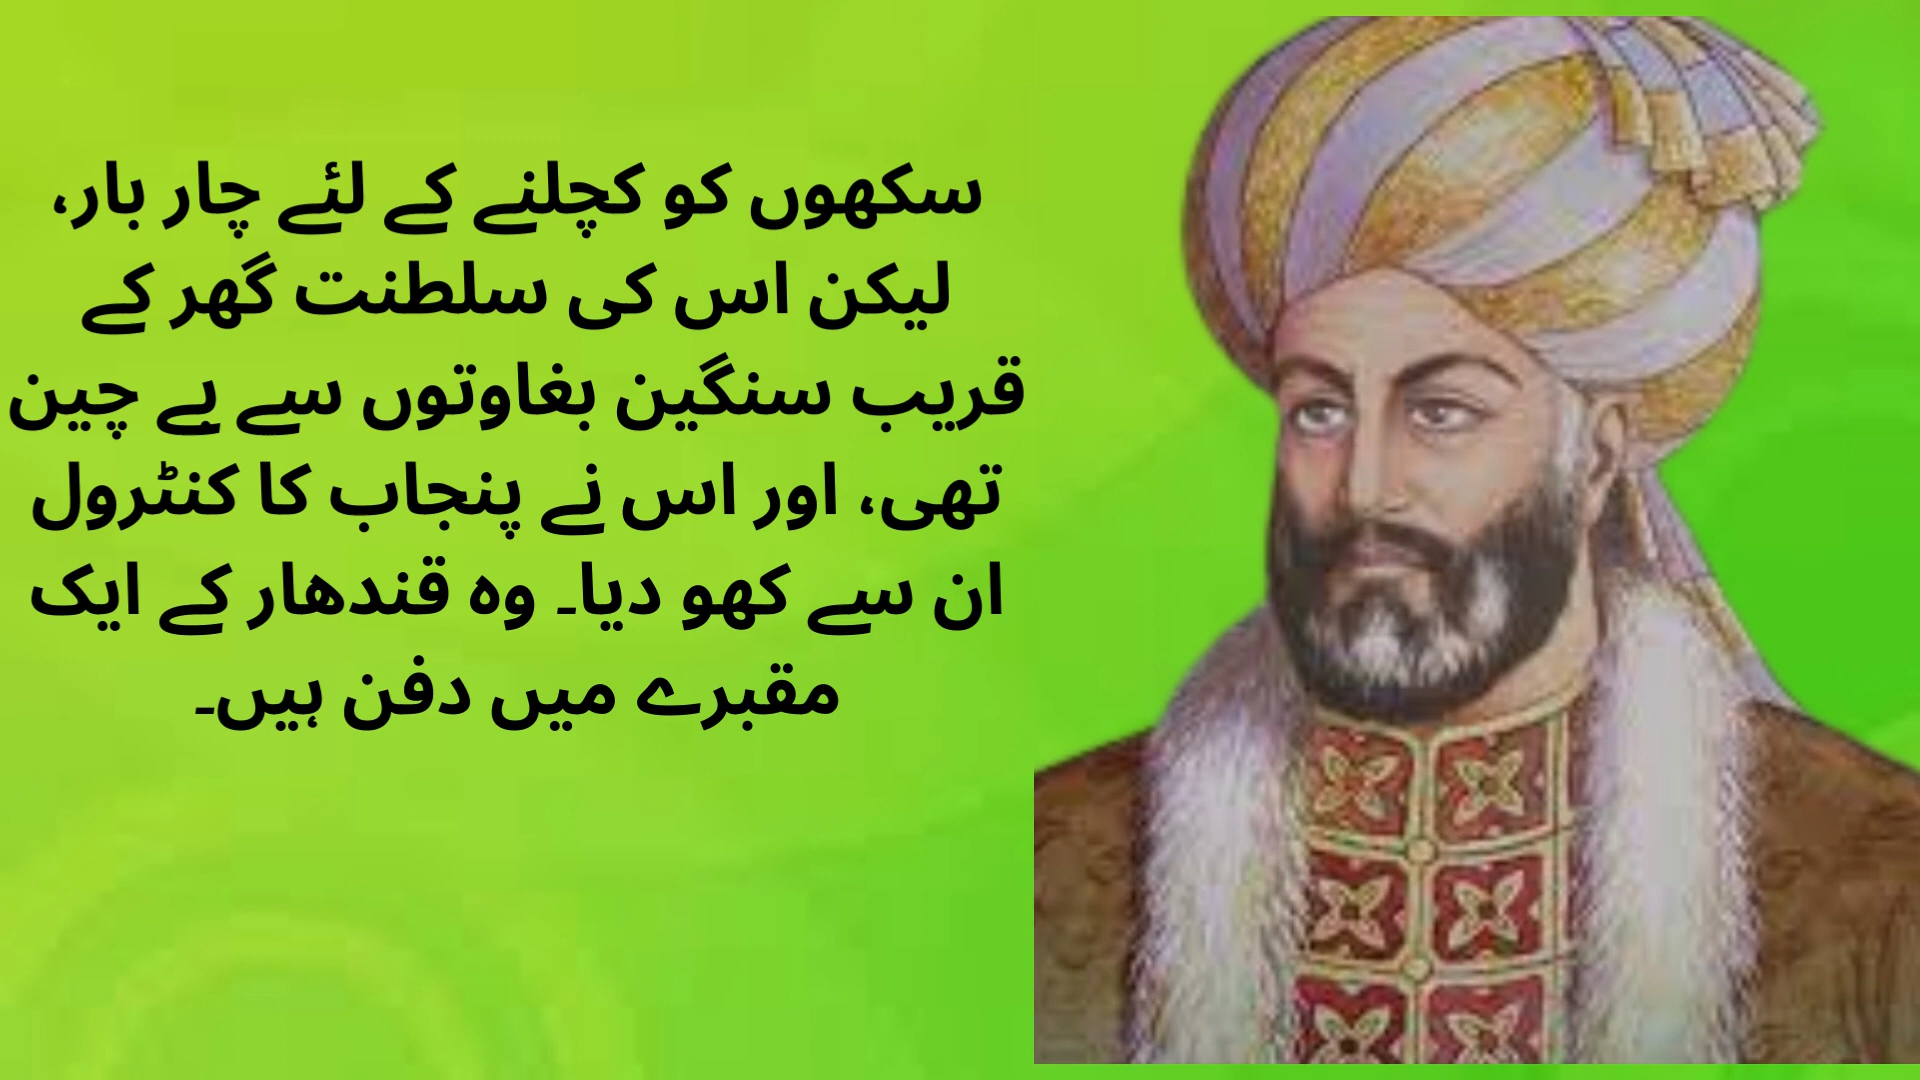 سکھوں کو کچلنے کے لئے چار بار،
لیکن اس کی سلطنت گھر کے
قریب سنگین بغاوتوں سے بے چین
تھی، اور اس نے پنجاب کا کنٹرول
ان سے کھو دیا۔ وہ قندھار کے ایک
مقبرے میں دفن ہیں۔